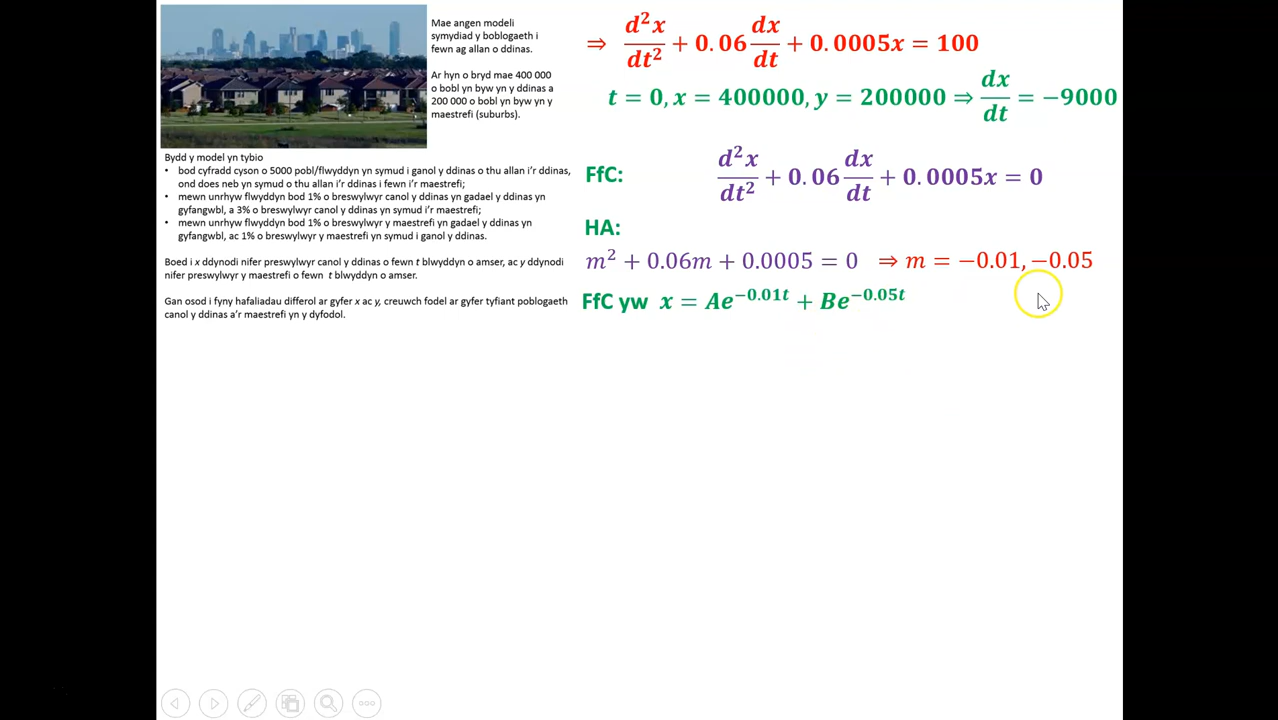 Mae angen modeli
symydiad y boblogaeth i
fewn ag allan o ddinas.
Ar hyn o bryd mae 400 000
o bobl yn byw yn y ddinas a
200 000 o bobl yn byw yn y
maestrefi (suburbs).
Bydd y model yn tybio
• bod cyfradd cyson o 5000 pobl/flwyddyn yn symud i ganol y ddinas o thu allan i'r ddinas,
ond does neb yn symud o thu allan i'r ddinas i fewn i'r maestrefi;
• mewn unrhyw flwyddyn bod 1% o breswylwyr canol y ddinas yn gadael y ddinas yn
gyfangwbl, a 3% o breswylwyr canol y ddinas yn symud i'r maestrefi;
• mewn unrhyw flwyddyn bod 1% o breswylwyr y maestrefi yn gadael y ddinas yn
gyfangwbl, ac 1% o breswylwyr y maestrefi yn symud i ganol y ddinas.
Boed i x ddynodi nifer preswylwyr canol y ddinas o fewn t blwyddyn o amser, ac y ddynodi
nifer preswylwyr y maestrefi o fewn t blwyddyn o amser.
Gan osod i fyny hafaliadau differol ar gyfer x ac y, creuwch fodel ar gyfer tyfiant poblogaeth
canol y ddinas a'r maestrefi yn y dyfodol.
⇒ d²x/dt² + 0.06 dx/dt + 0.0005x = 100
t = 0, x = 400000, y = 200000 ⇒ dx/dt = −9000
FfC: d²x/dt² + 0.06 dx/dt + 0.0005x = 0
HA:
m² + 0.06m + 0.0005 = 0 ⇒ m = −0.01, −0.05
FfC yw x = Ae^(−0.01t) + Be^(−0.05t)